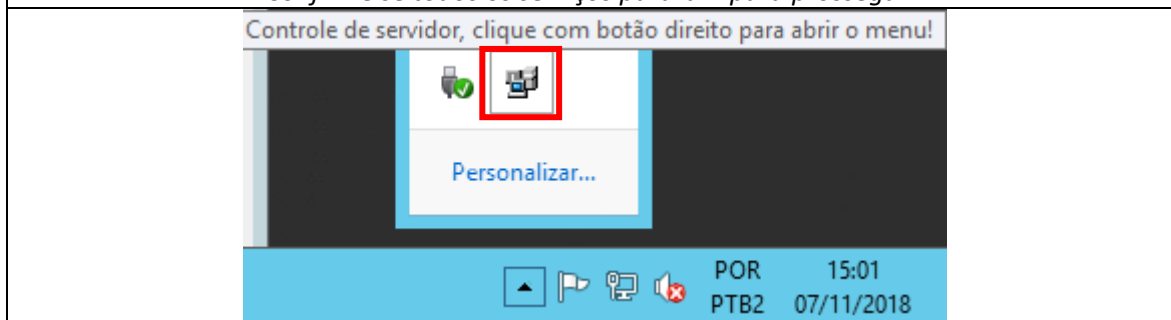 Controle de servidor, clique com botão direito para abrir o menu!
Personalizar...
POR 15:01
PTB2 07/11/2018